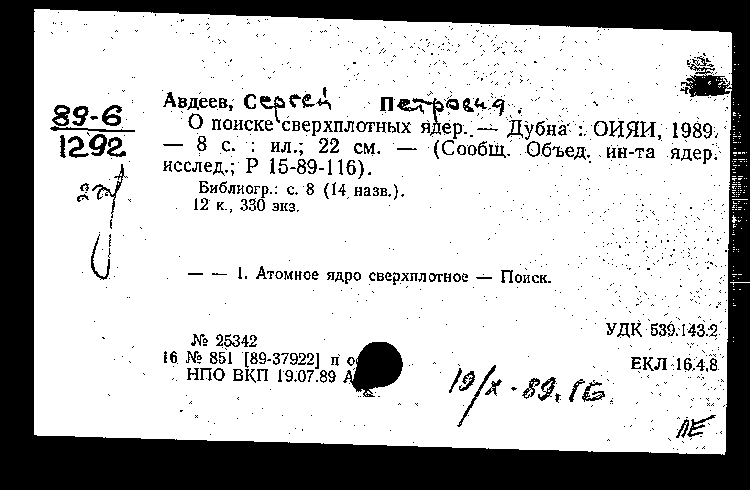 89-6
1292
Авдеев, Сергей Петрович.
О поиске сверхплотных ядер. — Дубна : ОИЯИ, 1989.
— 8 с. : ил.; 22 см. — (Сообщ. Объед. ин-та ядер.
исслед.; Р 15-89-116).
Библиогр.: с. 8 (14 назв.).
12 к., 330 экз.
— — 1. Атомное ядро сверхплотное — Поиск.
УДК 539.143.2
№ 25342
16 № 851 [89-37922] п
ЕКЛ 16.4.8
НПО ВКП 19.07.89
19/X-89.